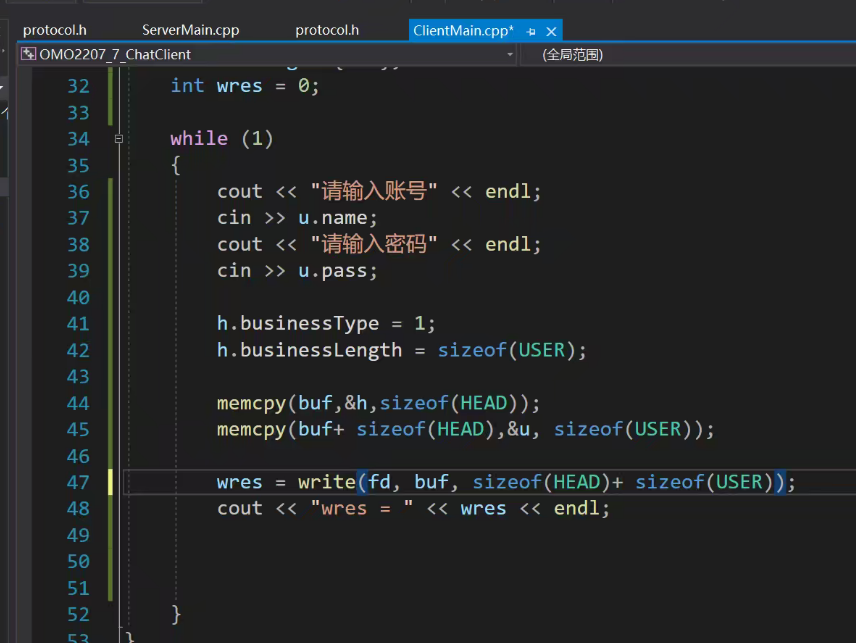 protocol.h ServerMain.cpp protocol.h ClientMain.cpp*
OMO2207_7_ChatClient (全局范围)
32 int wres = 0;
33
34 while (1)
35 {
36 cout << "请输入账号" << endl;
37 cin >> u.name;
38 cout << "请输入密码" << endl;
39 cin >> u.pass;
40
41 h.businessType = 1;
42 h.businessLength = sizeof(USER);
43
44 memcpy(buf,&h,sizeof(HEAD));
45 memcpy(buf+ sizeof(HEAD),&u, sizeof(USER));
46
47 wres = write(fd, buf, sizeof(HEAD)+ sizeof(USER));
48 cout << "wres = " << wres << endl;
49
50
51
52 }
53 }